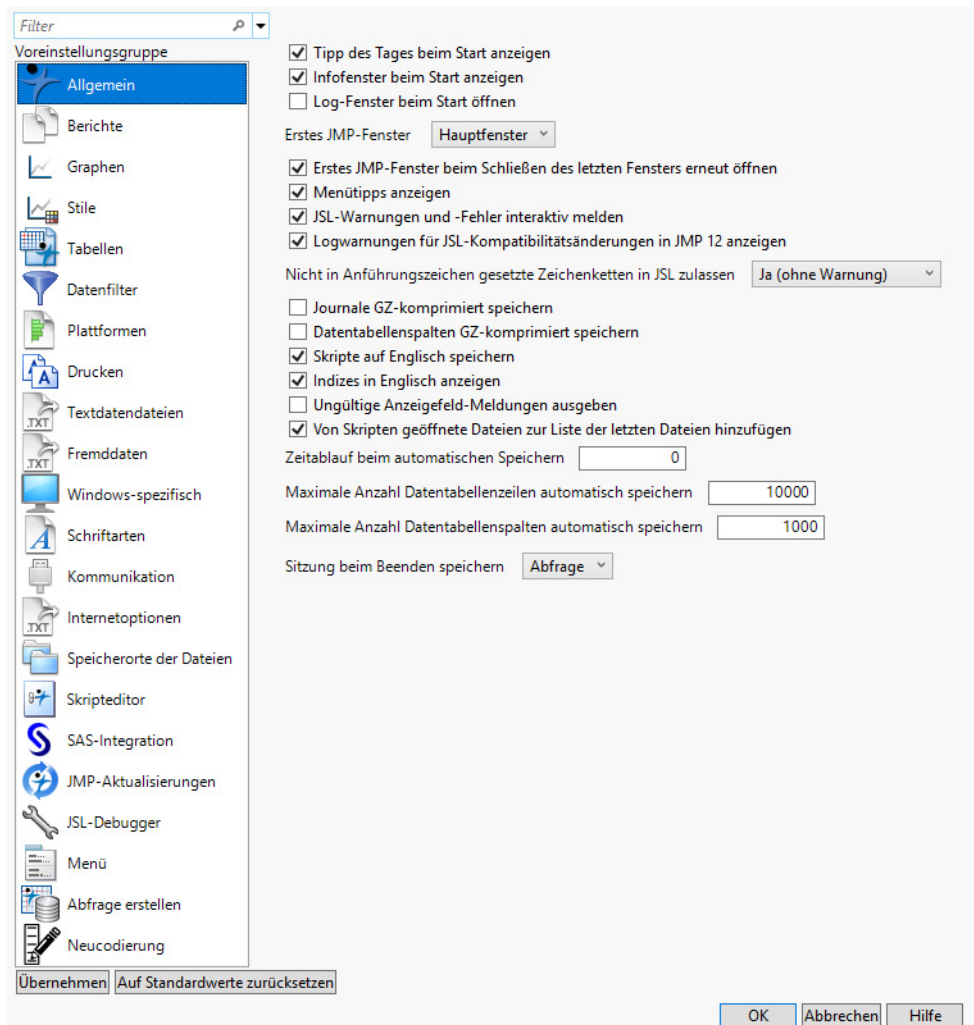 Filter
Voreinstellungsgruppe
Allgemein
Berichte
Graphen
Stile
Tabellen
Datenfilter
Plattformen
Drucken
Textdatendateien
Fremddaten
Windows-spezifisch
Schriftarten
Kommunikation
Internetoptionen
Speicherorte der Dateien
Skripteditor
SAS-Integration
JMP-Aktualisierungen
JSL-Debugger
Menü
Abfrage erstellen
Neucodierung
Tipp des Tages beim Start anzeigen
Infofenster beim Start anzeigen
Log-Fenster beim Start öffnen
Erstes JMP-Fenster Hauptfenster
Erstes JMP-Fenster beim Schließen des letzten Fensters erneut öffnen
Menütipps anzeigen
JSL-Warnungen und -Fehler interaktiv melden
Logwarnungen für JSL-Kompatibilitätsänderungen in JMP 12 anzeigen
Nicht in Anführungszeichen gesetzte Zeichenketten in JSL zulassen Ja (ohne Warnung)
Journale GZ-komprimiert speichern
Datentabellenspalten GZ-komprimiert speichern
Skripte auf Englisch speichern
Indizes in Englisch anzeigen
Ungültige Anzeigefeld-Meldungen ausgeben
Von Skripten geöffnete Dateien zur Liste der letzten Dateien hinzufügen
Zeitablauf beim automatischen Speichern 0
Maximale Anzahl Datentabellenzeilen automatisch speichern 10000
Maximale Anzahl Datentabellenspalten automatisch speichern 1000
Sitzung beim Beenden speichern Abfrage
Übernehmen Auf Standardwerte zurücksetzen
OK Abbrechen Hilfe